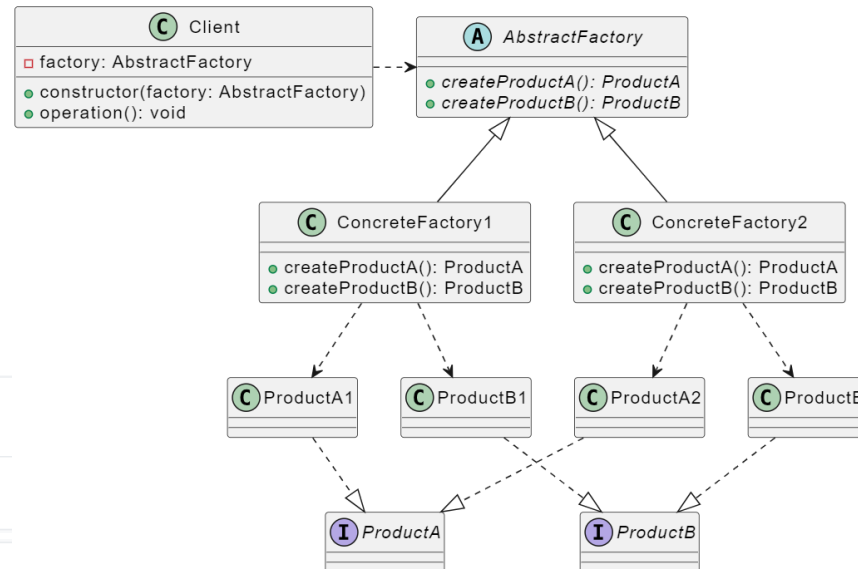 C Client
factory: AbstractFactory
constructor(factory: AbstractFactory)
operation(): void
A AbstractFactory
createProductA(): ProductA
createProductB(): ProductB
C ConcreteFactory1
createProductA(): ProductA
createProductB(): ProductB
C ConcreteFactory2
createProductA(): ProductA
createProductB(): ProductB
C ProductA1
C ProductB1
C ProductA2
C ProductB
I ProductA
I ProductB